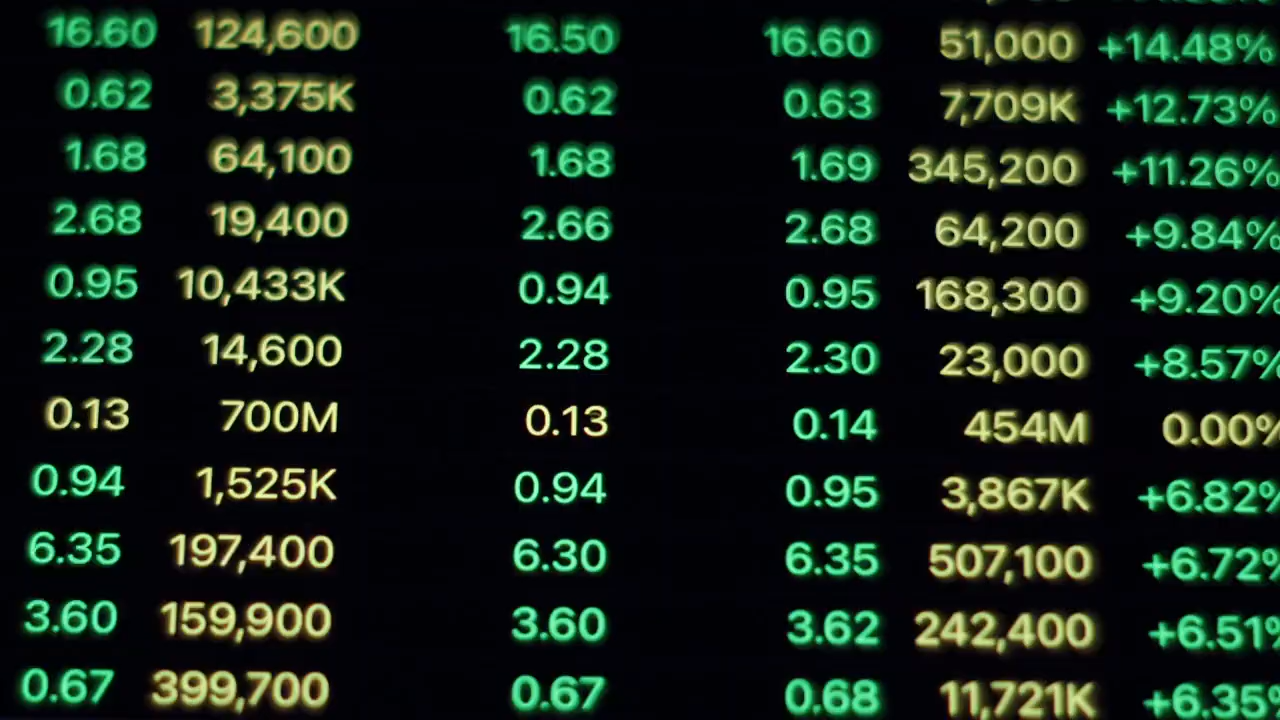 16.60 124,600 16.50 16.60 51,000 +14.48%
0.62 3,375K 0.62 0.63 7,709K +12.73%
1.68 64,100 1.68 1.69 345,200 +11.26%
2.68 19,400 2.66 2.68 64,200 +9.84%
0.95 10,433K 0.94 0.95 168,300 +9.20%
2.28 14,600 2.28 2.30 23,000 +8.57%
0.13 700M 0.13 0.14 454M 0.00%
0.94 1,525K 0.94 0.95 3,867K +6.82%
6.35 197,400 6.30 6.35 507,100 +6.72%
3.60 159,900 3.60 3.62 242,400 +6.51%
0.67 399,700 0.67 0.68 11,721K +6.35%